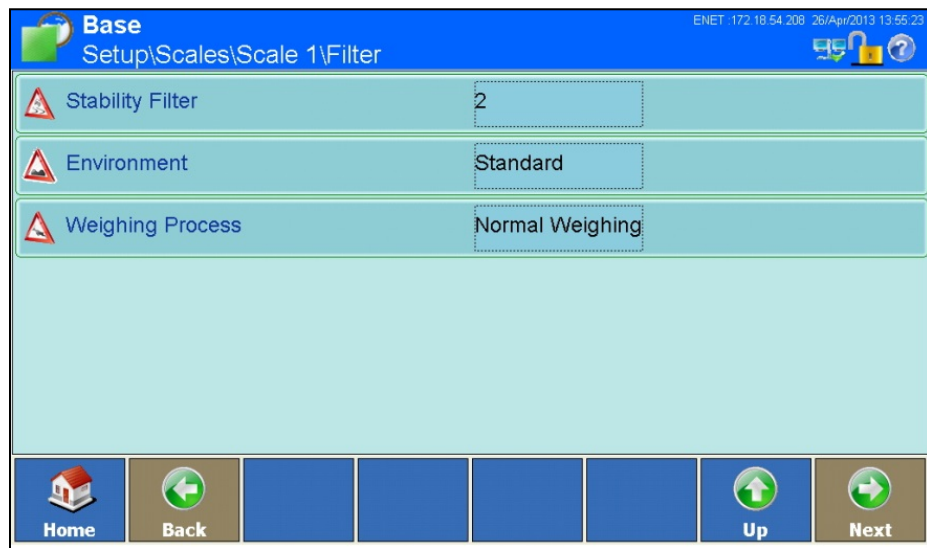 Base
ENET :172.18.54.208 26/Apr/2013 13:55:23
Setup\Scales\Scale 1\Filter
Stability Filter 2
Environment Standard
Weighing Process Normal Weighing
Home Back Up Next